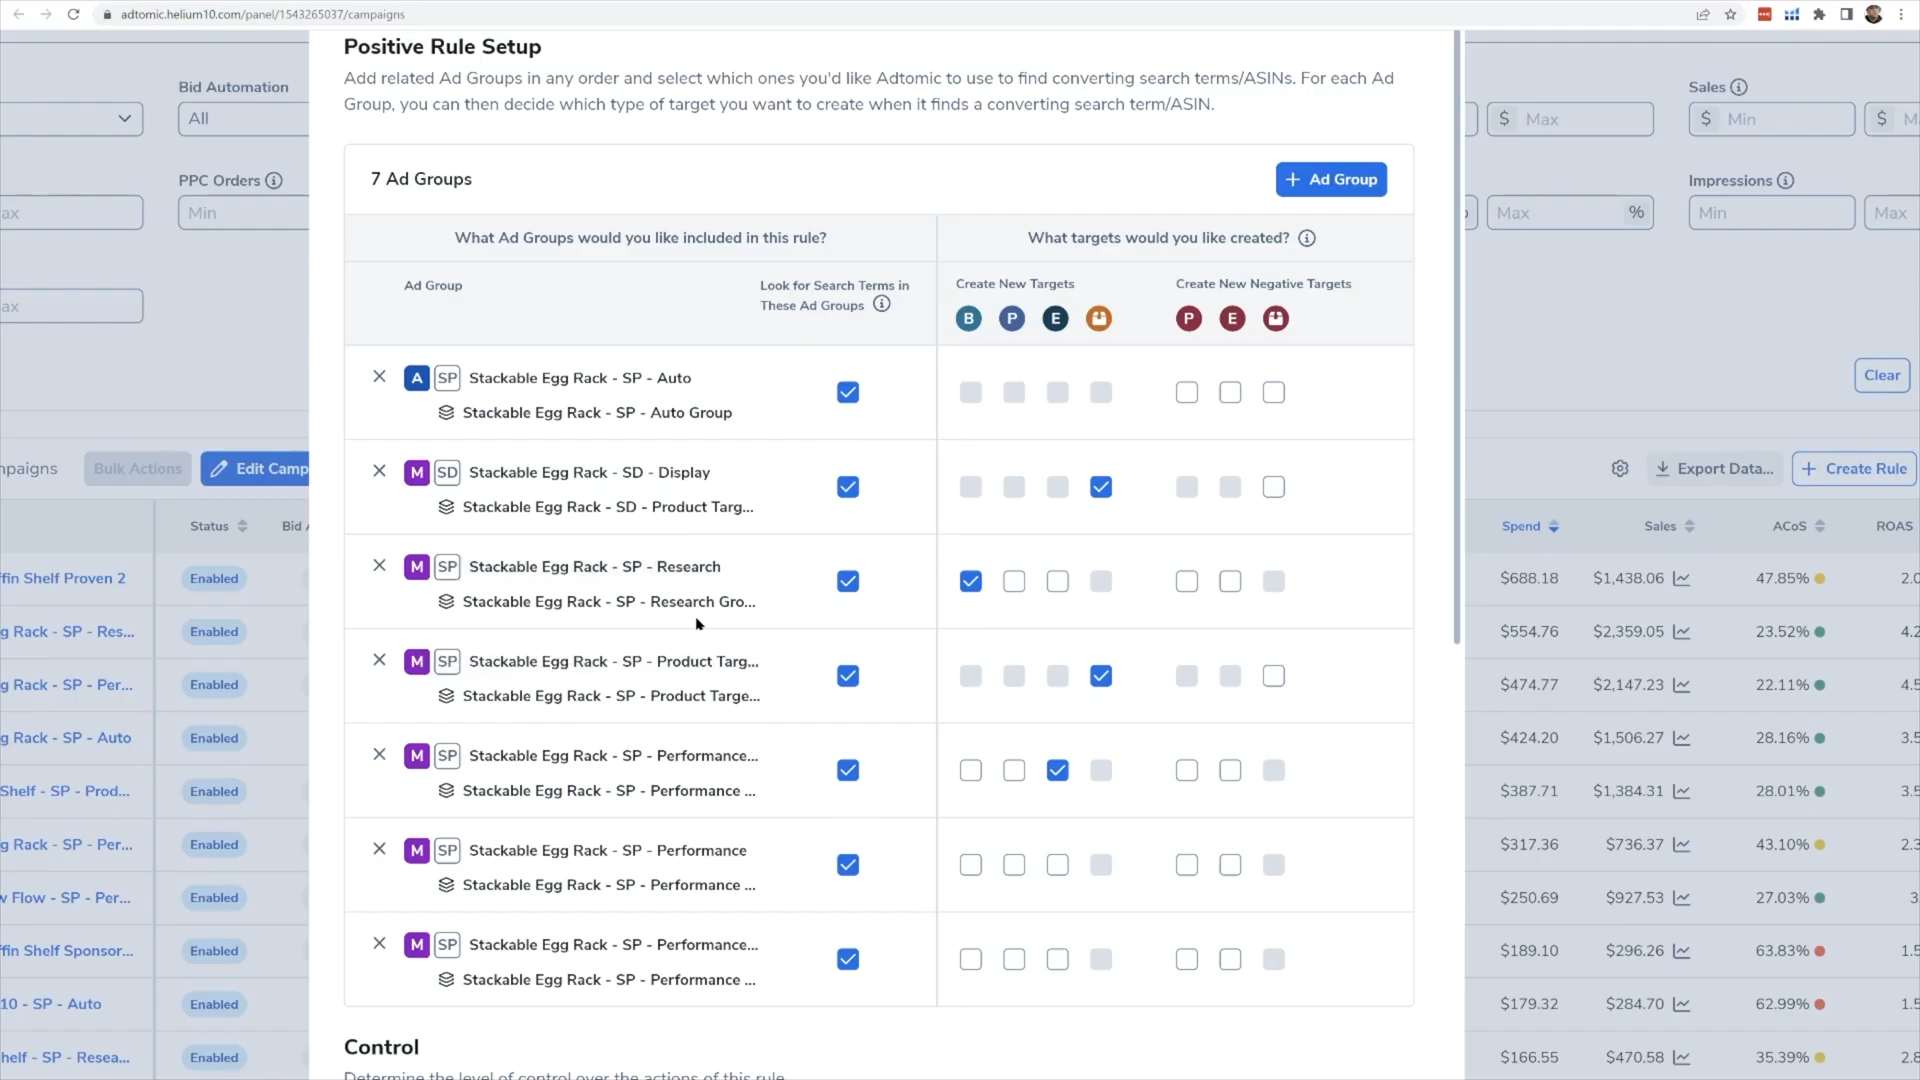 adtomic.helium10.com/panel/1543265037/campaigns
Positive Rule Setup
Add related Ad Groups in any order and select which ones you'd like Adtomic to use to find converting search terms/ASINs. For each Ad
Group, you can then decide which type of target you want to create when it finds a converting search term/ASIN.
Bid Automation
All
PPC Orders
Min
ax
ax
Sales
$ Max
$ Min
$ M
Impressions
Max %
Min
Max
Clear
7 Ad Groups
+ Ad Group
What Ad Groups would you like included in this rule?
What targets would you like created?
Ad Group
Look for Search Terms in
These Ad Groups
Create New Targets
Create New Negative Targets
B P E
P E
A SP Stackable Egg Rack - SP - Auto
Stackable Egg Rack - SP - Auto Group
M SD Stackable Egg Rack - SD - Display
Stackable Egg Rack - SD - Product Targ...
M SP Stackable Egg Rack - SP - Research
Stackable Egg Rack - SP - Research Gro...
M SP Stackable Egg Rack - SP - Product Targ...
Stackable Egg Rack - SP - Product Targe...
M SP Stackable Egg Rack - SP - Performance...
Stackable Egg Rack - SP - Performance ...
M SP Stackable Egg Rack - SP - Performance
Stackable Egg Rack - SP - Performance ...
M SP Stackable Egg Rack - SP - Performance...
Stackable Egg Rack - SP - Performance ...
Control
Determine the level of control over the actions of this rule
npaigns
Bulk Actions
Edit Camp
Export Data...
+ Create Rule
Status
Bid
Spend
Sales
ACoS
ROAS
ffin Shelf Proven 2 Enabled $688.18 $1,438.06 47.85% 2.0
g Rack - SP - Res... Enabled $554.76 $2,359.05 23.52% 4.2
g Rack - SP - Per... Enabled $474.77 $2,147.23 22.11% 4.5
g Rack - SP - Auto Enabled $424.20 $1,506.27 28.16% 3.5
Shelf - SP - Prod... Enabled $387.71 $1,384.31 28.01% 3.5
g Rack - SP - Per... Enabled $317.36 $736.37 43.10% 2.3
w Flow - SP - Per... Enabled $250.69 $927.53 27.03% 3
ffin Shelf Sponsor... Enabled $189.10 $296.26 63.83% 1.5
10 - SP - Auto Enabled $179.32 $284.70 62.99% 1.5
helf - SP - Resea... Enabled $166.55 $470.58 35.39% 2.8